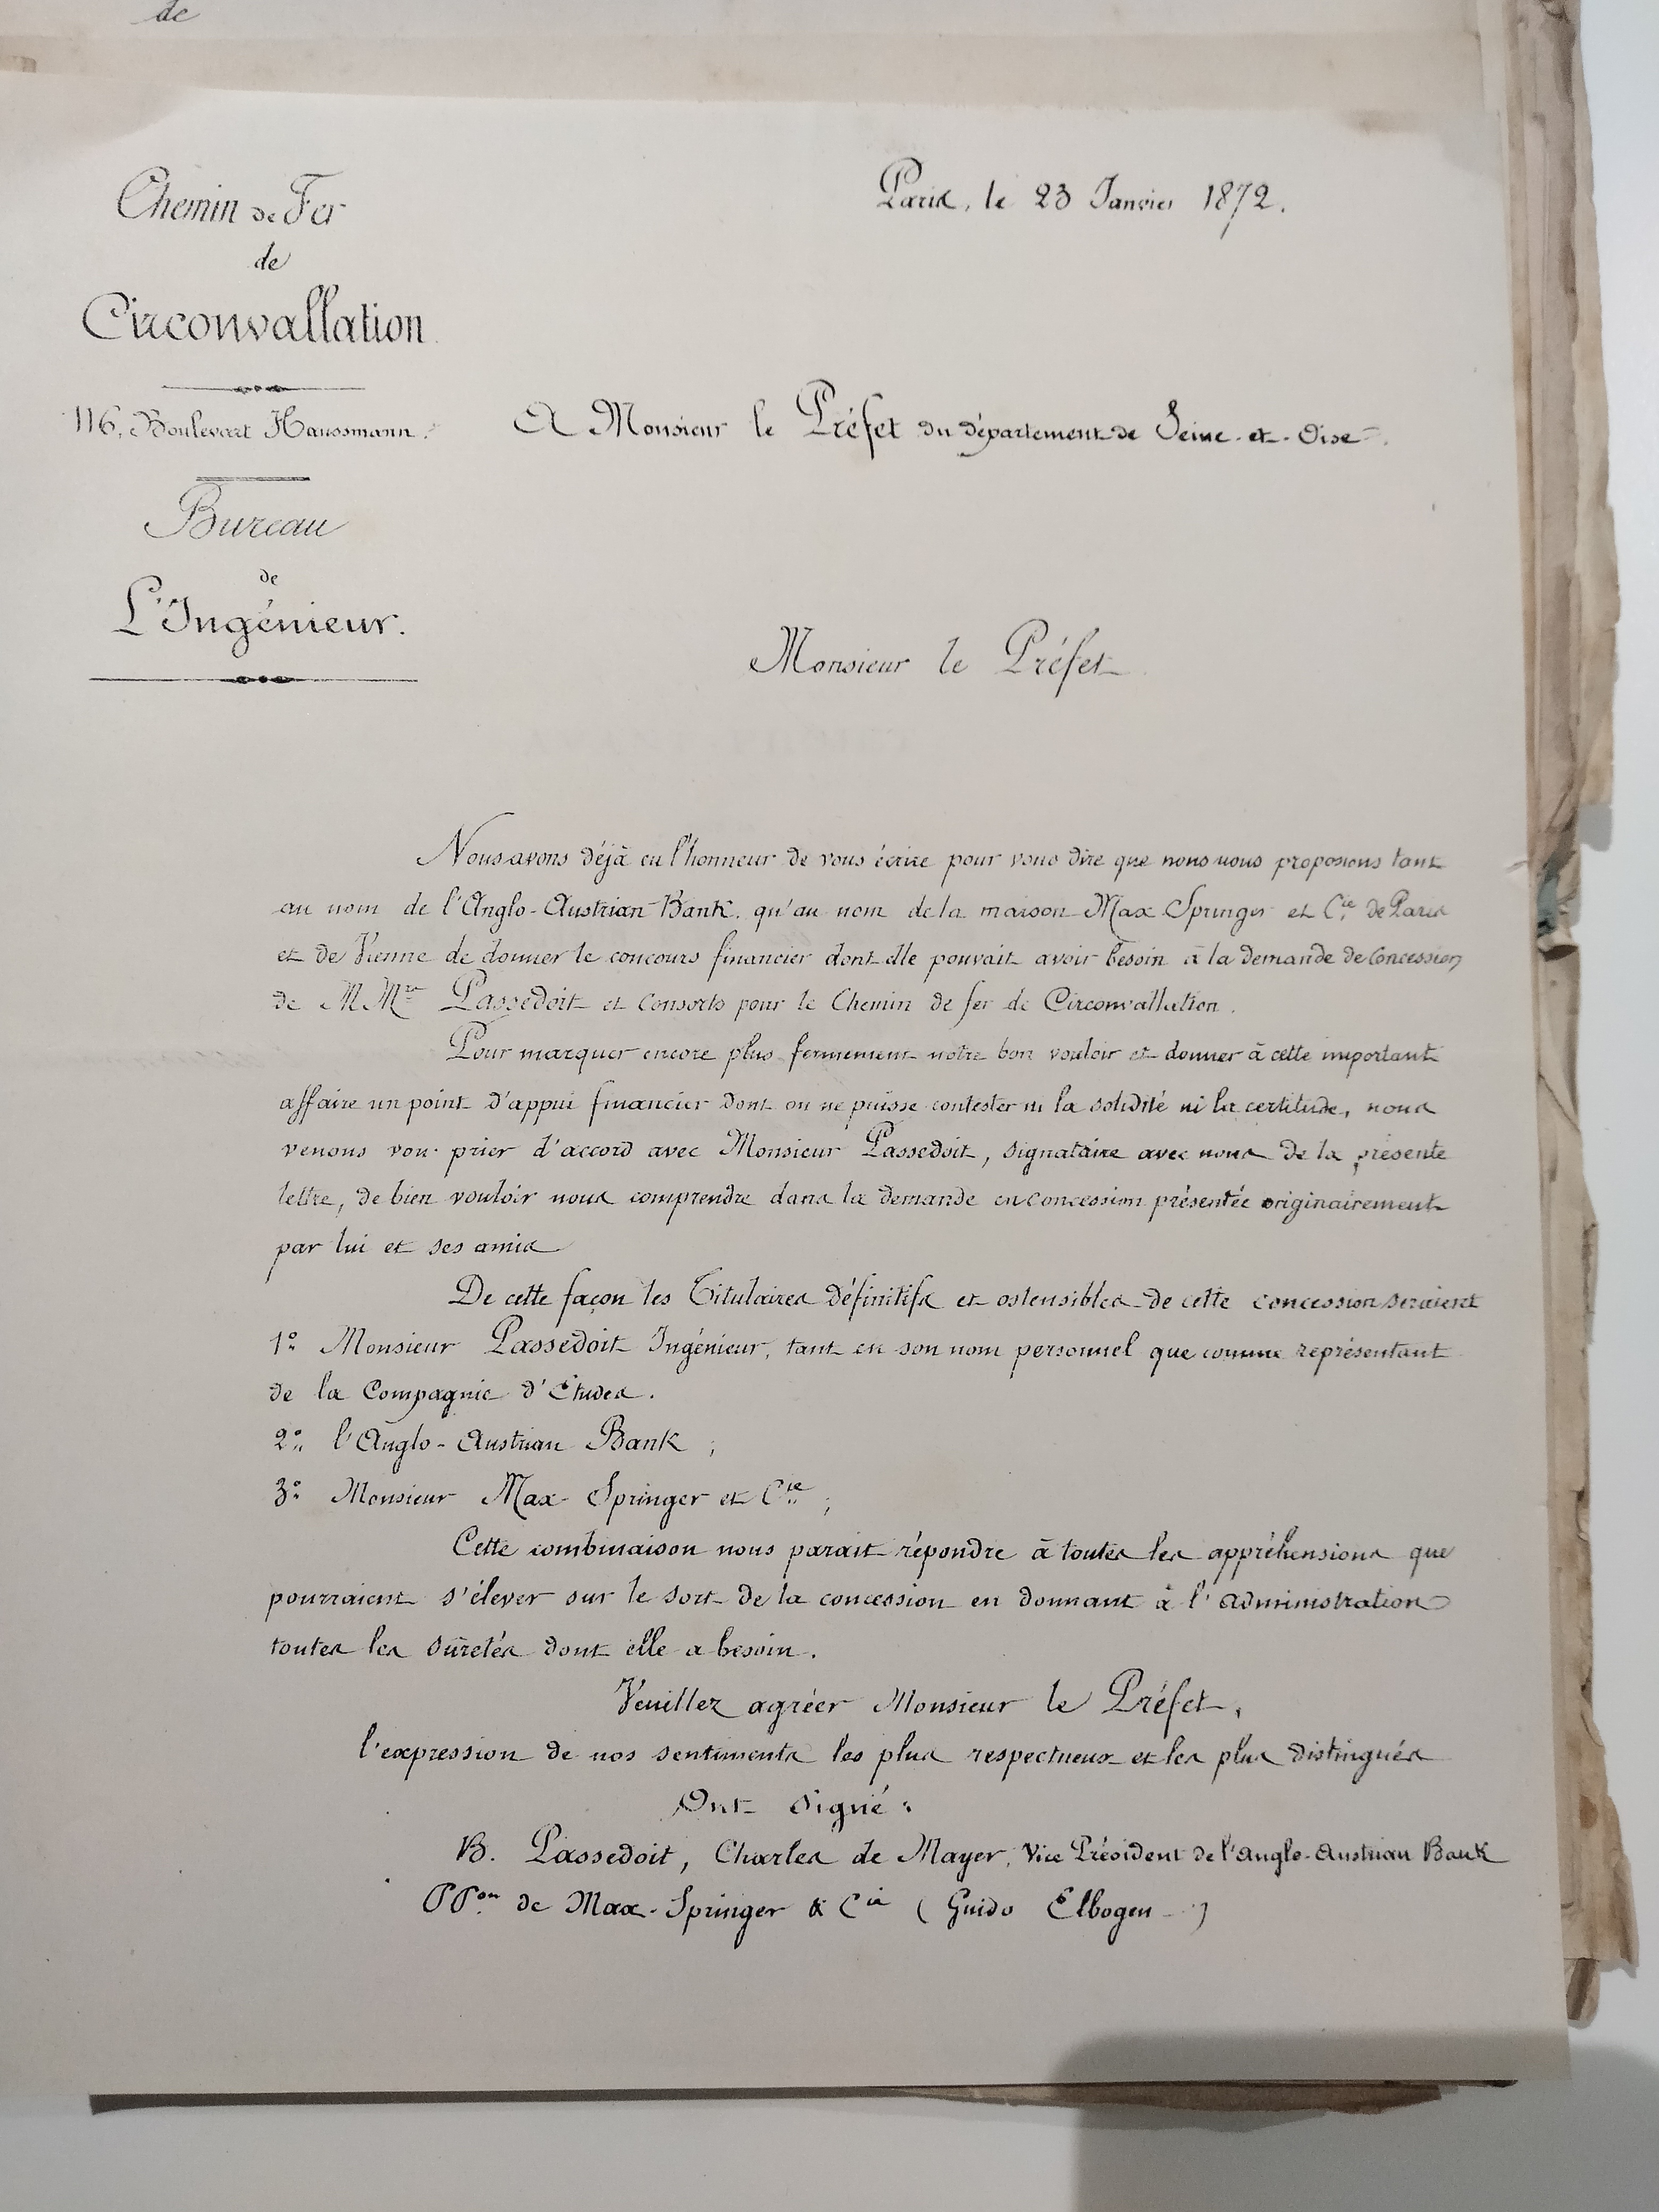 de
Chemin de Fer
de
Circonvallation
116, Boulevart Haussmann.
Bureau
de
L'Ingénieur.
Paris, le 23 Janvier 1872.
A Monsieur le Préfet du département de Seine-et-Oise.
Monsieur le Préfet
Nous avons déjà eu l'honneur de vous écrire pour vous dire que nous nous proposions tant
au nom de l'Anglo-Austrian Bank, qu'au nom de la maison Max Springer et Cie de Paris
et de Vienne de donner le concours financier dont elle pouvait avoir besoin à la demande de Concession
de MMrs Passedoit et Consorts pour le Chemin de fer de Circonvallation.
Pour marquer encore plus fermement notre bon vouloir et donner à cette important
affaire un point d'appui financier dont on ne puisse contester ni la solidité ni la certitude, nous
venons vou prier d'accord avec Monsieur Passedoit, signataire avec nous de la présente
lettre, de bien vouloir nous comprendre dans la demande en concession présentée originairement
par lui et ses amis
De cette façon les Titulaires définitifs et ostensibles de cette concession seraient
1° Monsieur Passedoit Ingénieur, tant en son nom personnel que comme représentant
de la Compagnie d'Etudes.
2° l'Anglo-Austrian Bank ;
3° Monsieur Max Springer et Cie ;
Cette combinaison nous parait répondre à toutes les appréhensions que
pourraient s'élever sur le sort de la concession en donnant à l'administration
toutes les sûretés dont elle a besoin.
Veuillez agréer Monsieur le Préfet,
l'expression de nos sentiments les plus respectueux et les plus distingués
Ont signé :
B. Passedoit, Charles de Mayer, Vice Président de l'Anglo-Austrian Bank
PPon de Max-Springer & Cie (Guido Elbogen)